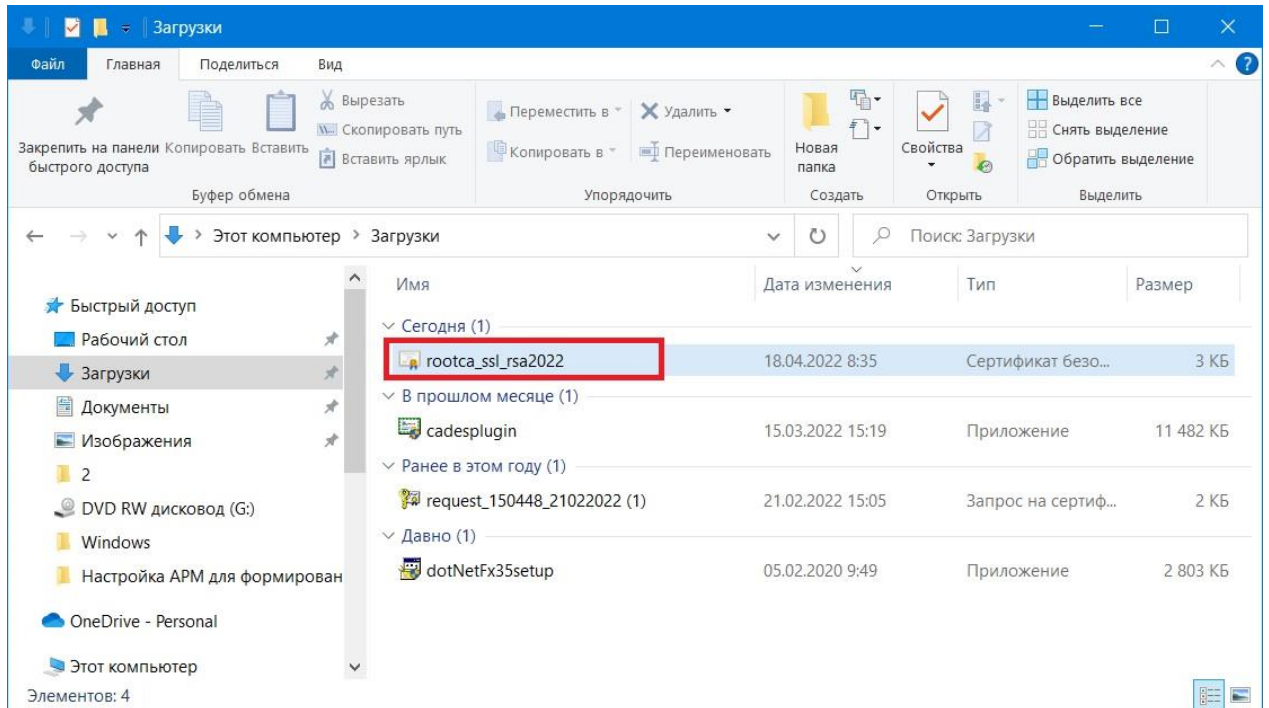 Загрузки
Файл Главная Поделиться Вид
Закрепить на панели быстрого доступа
Копировать
Вставить
Вырезать
Скопировать путь
Вставить ярлык
Буфер обмена
Переместить в
Копировать в
Удалить
Переименовать
Упорядочить
Новая папка
Создать
Свойства
Открыть
Выделить все
Снять выделение
Обратить выделение
Выделить
Этот компьютер > Загрузки
Поиск: Загрузки
Быстрый доступ
Рабочий стол
Загрузки
Документы
Изображения
2
DVD RW дисковод (G:)
Windows
Настройка АРМ для формирован
OneDrive - Personal
Этот компьютер
Имя Дата изменения Тип Размер
Сегодня (1)
rootca_ssl_rsa2022 18.04.2022 8:35 Сертификат безо... 3 КБ
В прошлом месяце (1)
cadesplugin 15.03.2022 15:19 Приложение 11 482 КБ
Ранее в этом году (1)
request_150448_21022022 (1) 21.02.2022 15:05 Запрос на сертиф... 2 КБ
Давно (1)
dotNetFx35setup 05.02.2020 9:49 Приложение 2 803 КБ
Элементов: 4